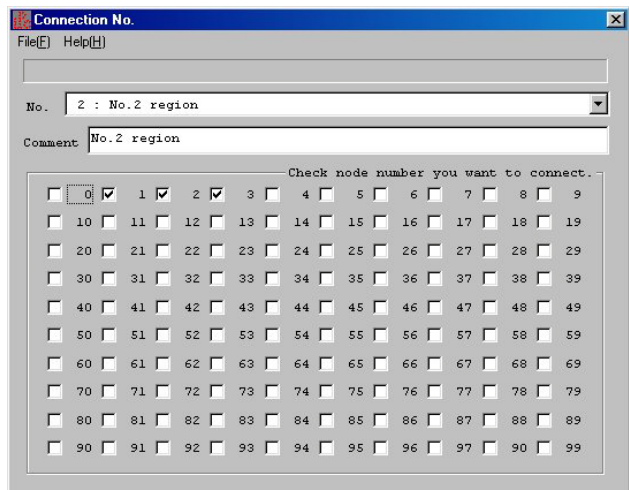 Connection No.
File(F) Help(H)
No. 2 : No.2 region
Comment No.2 region
Check node number you want to connect.
0 1 2 3 4 5 6 7 8 9
10 11 12 13 14 15 16 17 18 19
20 21 22 23 24 25 26 27 28 29
30 31 32 33 34 35 36 37 38 39
40 41 42 43 44 45 46 47 48 49
50 51 52 53 54 55 56 57 58 59
60 61 62 63 64 65 66 67 68 69
70 71 72 73 74 75 76 77 78 79
80 81 82 83 84 85 86 87 88 89
90 91 92 93 94 95 96 97 90 99